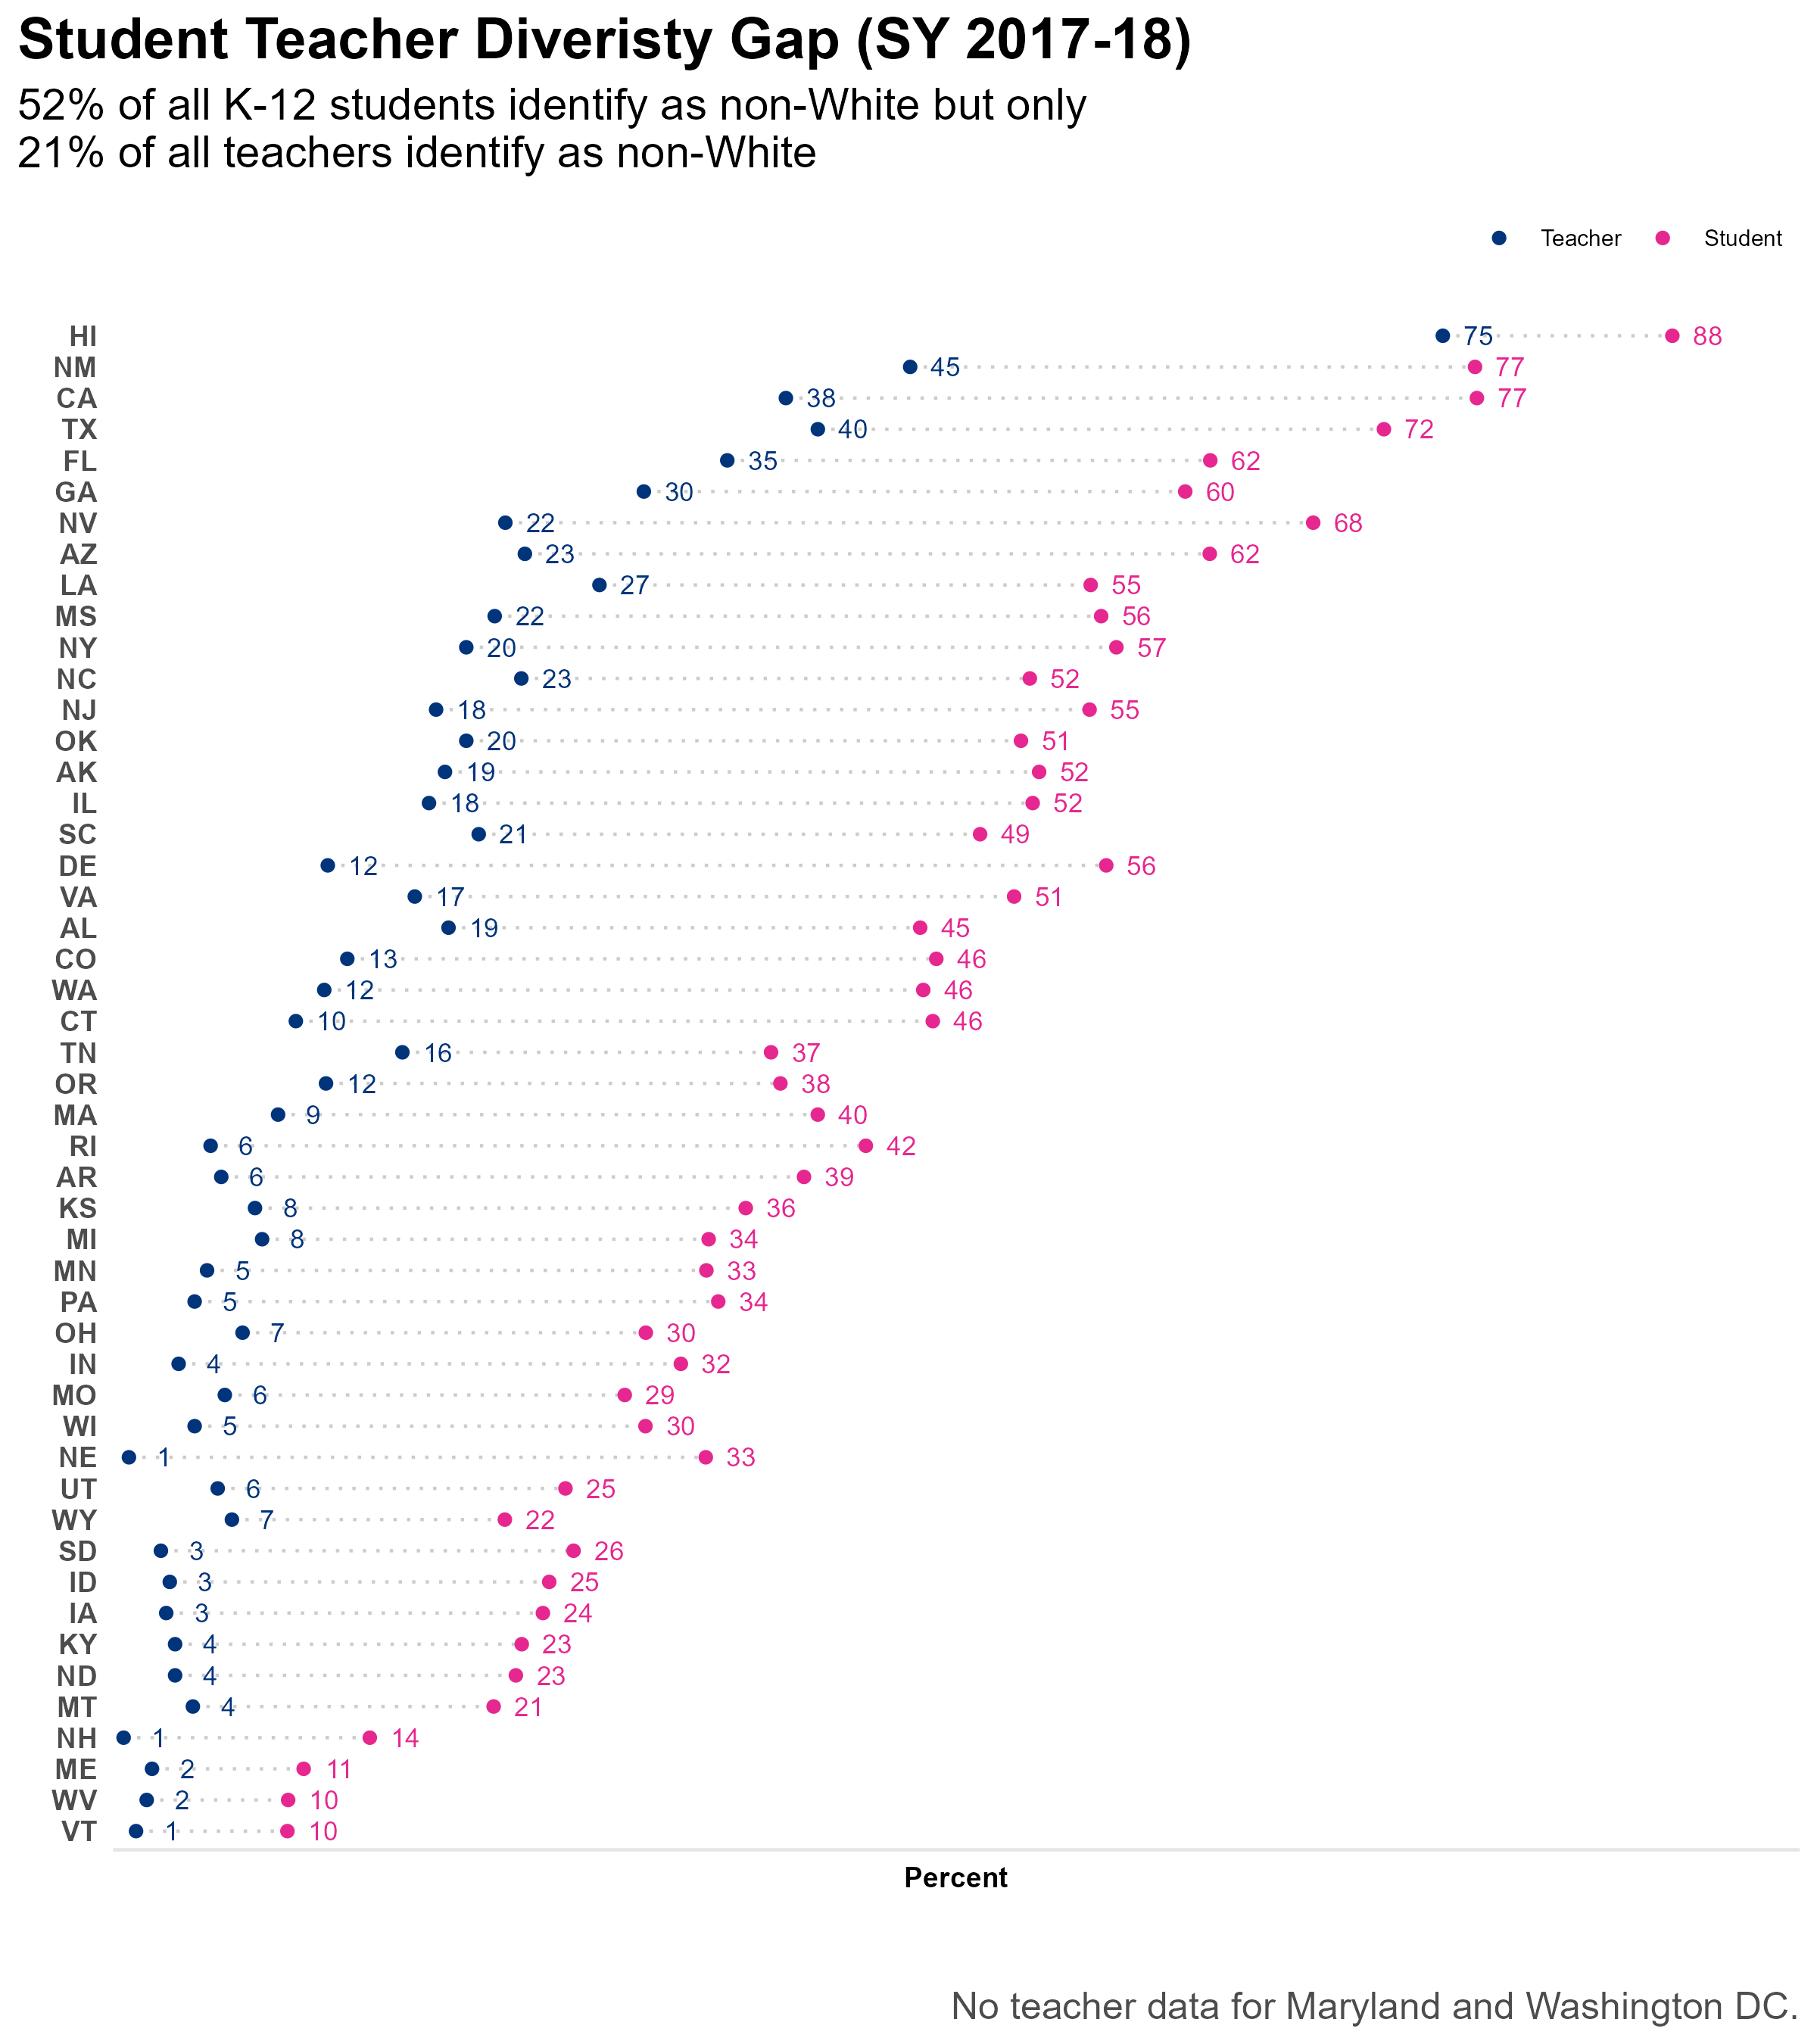 Student Teacher Diveristy Gap (SY 2017-18)
52% of all K-12 students identify as non-White but only
21% of all teachers identify as non-White
Teacher Student
HI 75 88
NM 45 77
CA 38 77
TX 40 72
FL 35 62
GA 30 60
NV 22 68
AZ 23 62
LA 27 55
MS 22 56
NY 20 57
NC 23 52
NJ 18 55
OK 20 51
AK 19 52
IL 18 52
SC 21 49
DE 12 56
VA 17 51
AL 19 45
CO 13 46
WA 12 46
CT 10 46
TN 16 37
OR 12 38
MA 9 40
RI 6 42
AR 6 39
KS 8 36
MI 8 34
MN 5 33
PA 5 34
OH 7 30
IN 4 32
MO 6 29
WI 5 30
NE 1 33
UT 6 25
WY 7 22
SD 3 26
ID 3 25
IA 3 24
KY 4 23
ND 4 23
MT 4 21
NH 1 14
ME 2 11
WV 2 10
VT 1 10
Percent
No teacher data for Maryland and Washington DC.